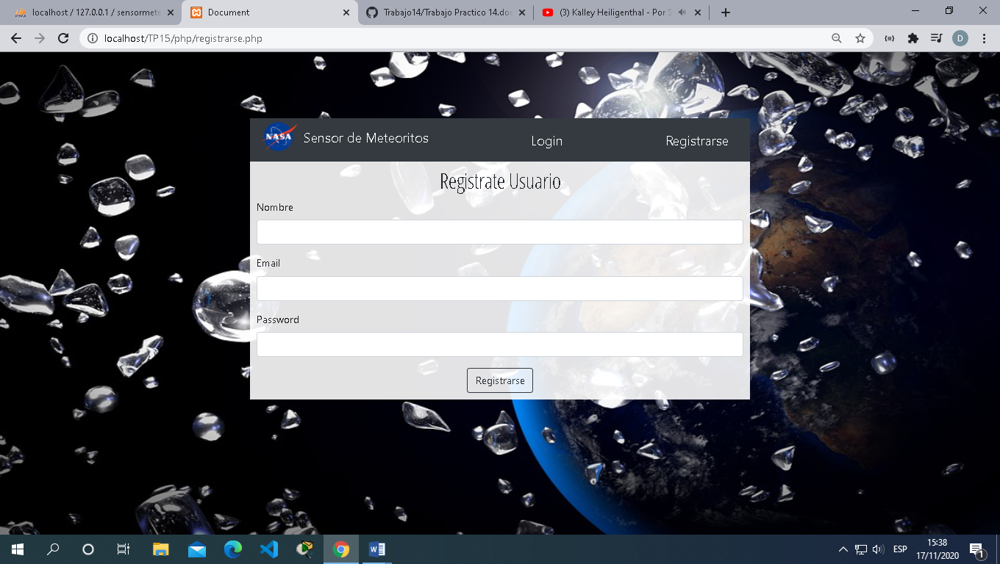 localhost / 127.0.0.1 / sensormete
Document
Trabajo14/Trabajo Practico 14.doc
(3) Kalley Heiligenthal - Por S
localhost/TP15/php/registrarse.php
D
NASA
Sensor de Meteoritos
Login
Registrarse
Registrate Usuario
Nombre
Email
Password
Registrarse
ESP
15:38
17/11/2020
1